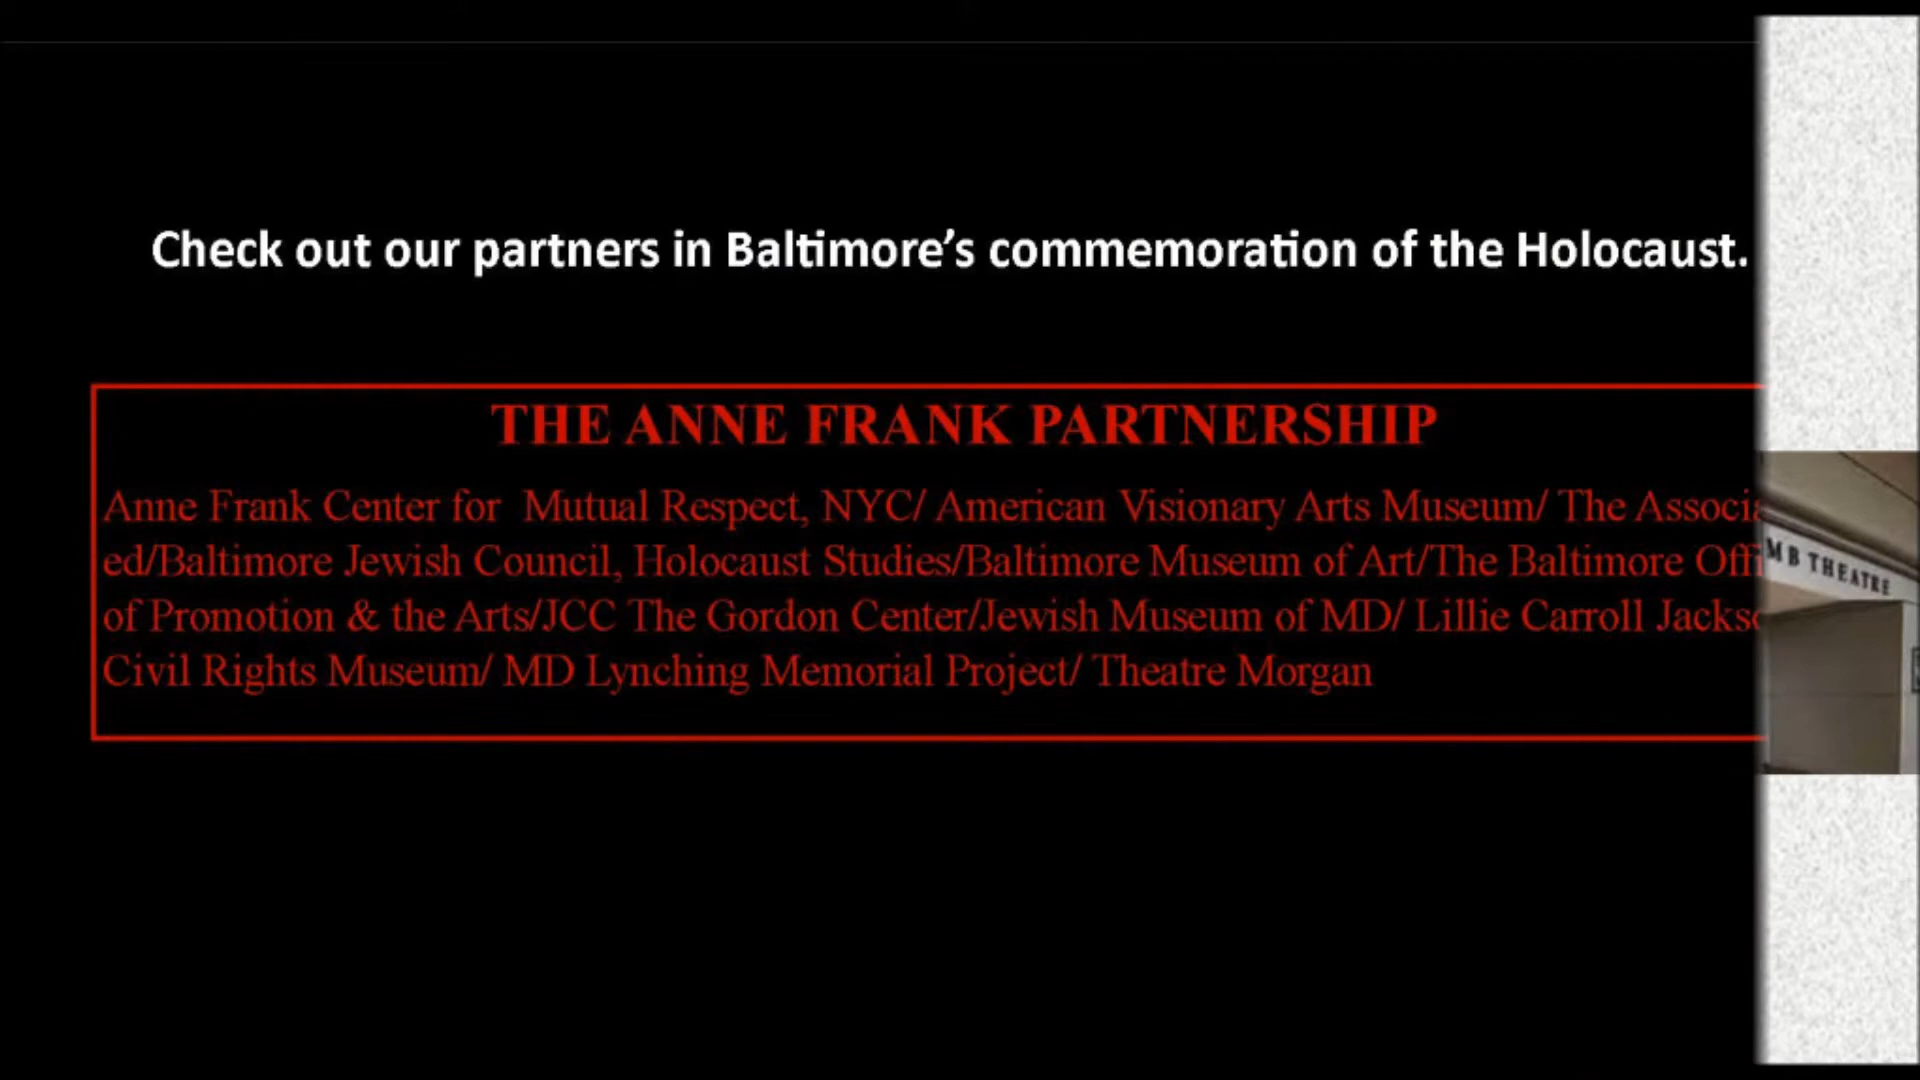 Check out our partners in Baltimore’s commemoration of the Holocaust.
THE ANNE FRANK PARTNERSHIP
Anne Frank Center for Mutual Respect, NYC/ American Visionary Arts Museum/ The Associa
ed/Baltimore Jewish Council, Holocaust Studies/Baltimore Museum of Art/The Baltimore Offi
of Promotion & the Arts/JCC The Gordon Center/Jewish Museum of MD/ Lillie Carroll Jackso
Civil Rights Museum/ MD Lynching Memorial Project/ Theatre Morgan
MB THEATRE